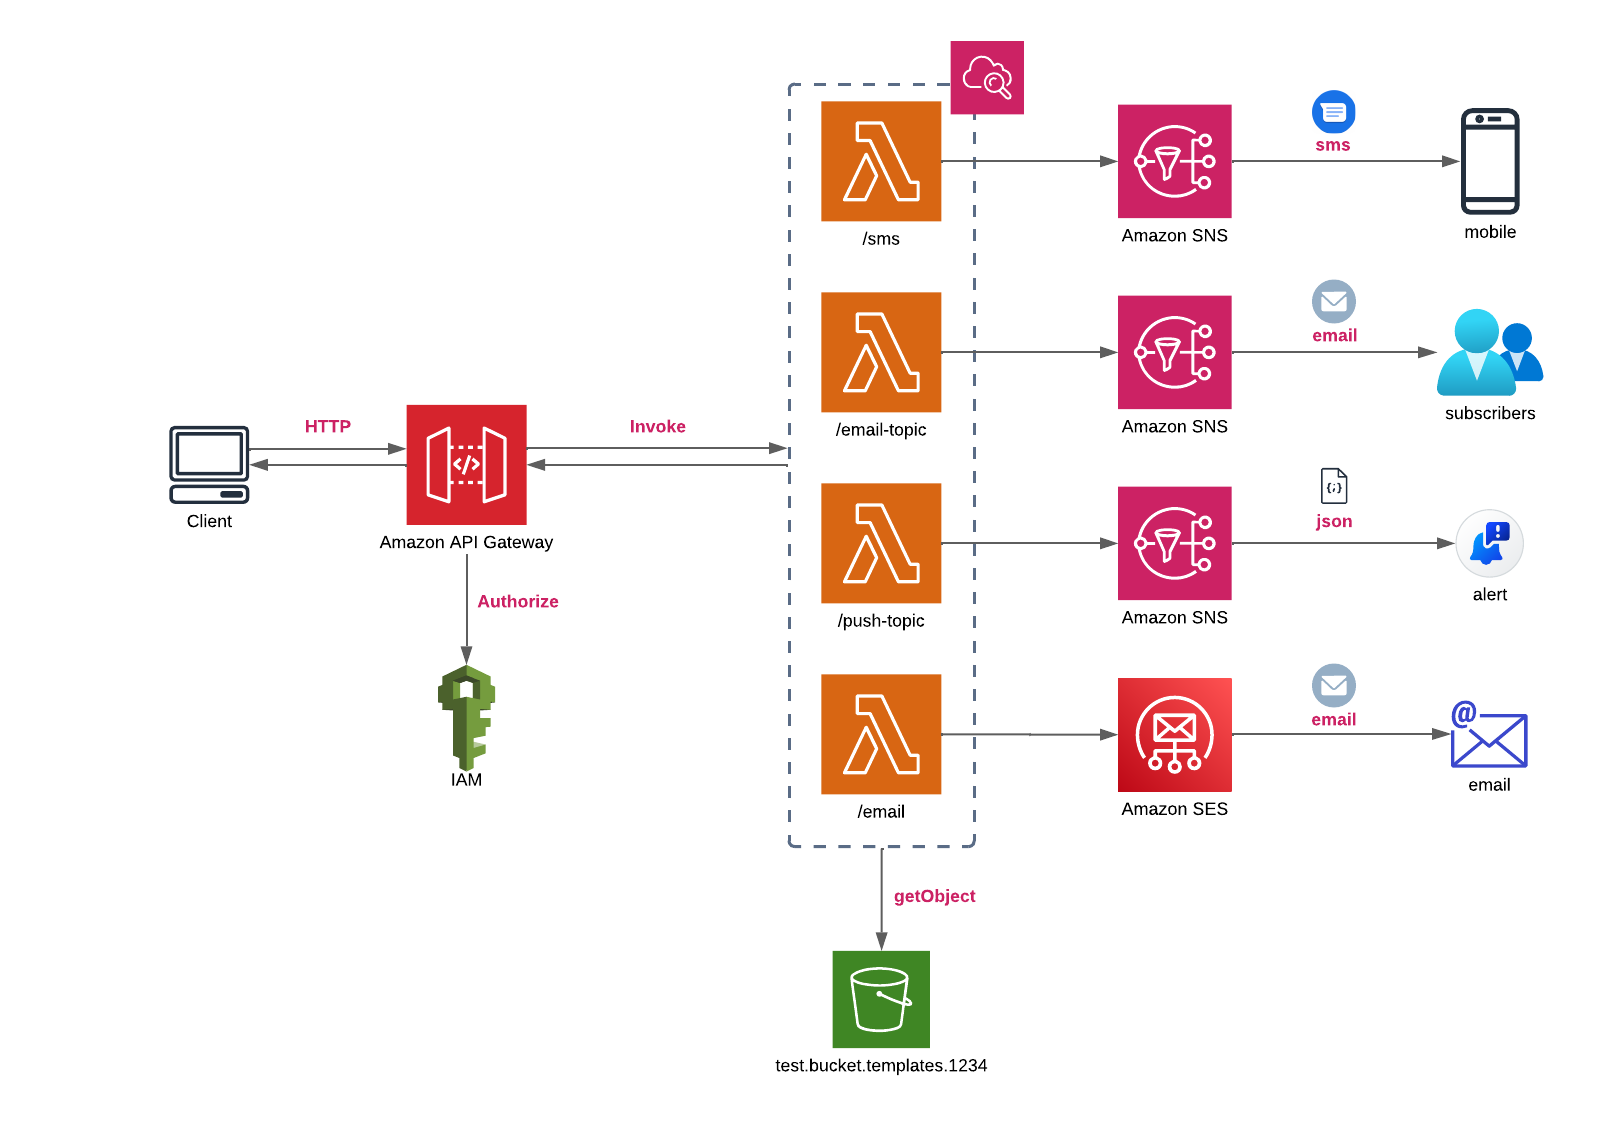 sms
/sms
Amazon SNS
mobile
email
/email-topic
Amazon SNS
subscribers
HTTP
Invoke
Client
Amazon API Gateway
json
/push-topic
Amazon SNS
alert
Authorize
IAM
email
/email
Amazon SES
email
getObject
test.bucket.templates.1234